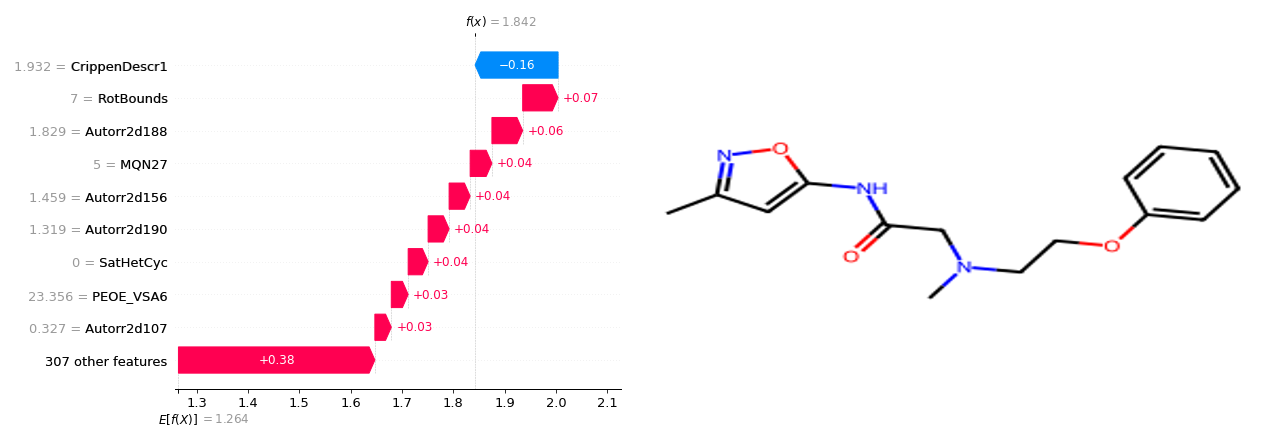 f(x) = 1.842
1.932 = CrippenDescr1
−0.16
7 = RotBounds
+0.07
1.829 = Autorr2d188
+0.06
5 = MQN27
+0.04
1.459 = Autorr2d156
+0.04
1.319 = Autorr2d190
+0.04
0 = SatHetCyc
+0.04
23.356 = PEOE_VSA6
+0.03
0.327 = Autorr2d107
+0.03
307 other features
+0.38
1.3 1.4 1.5 1.6 1.7 1.8 1.9 2.0 2.1
E[f(X)] = 1.264
N
O
NH
O
N
O